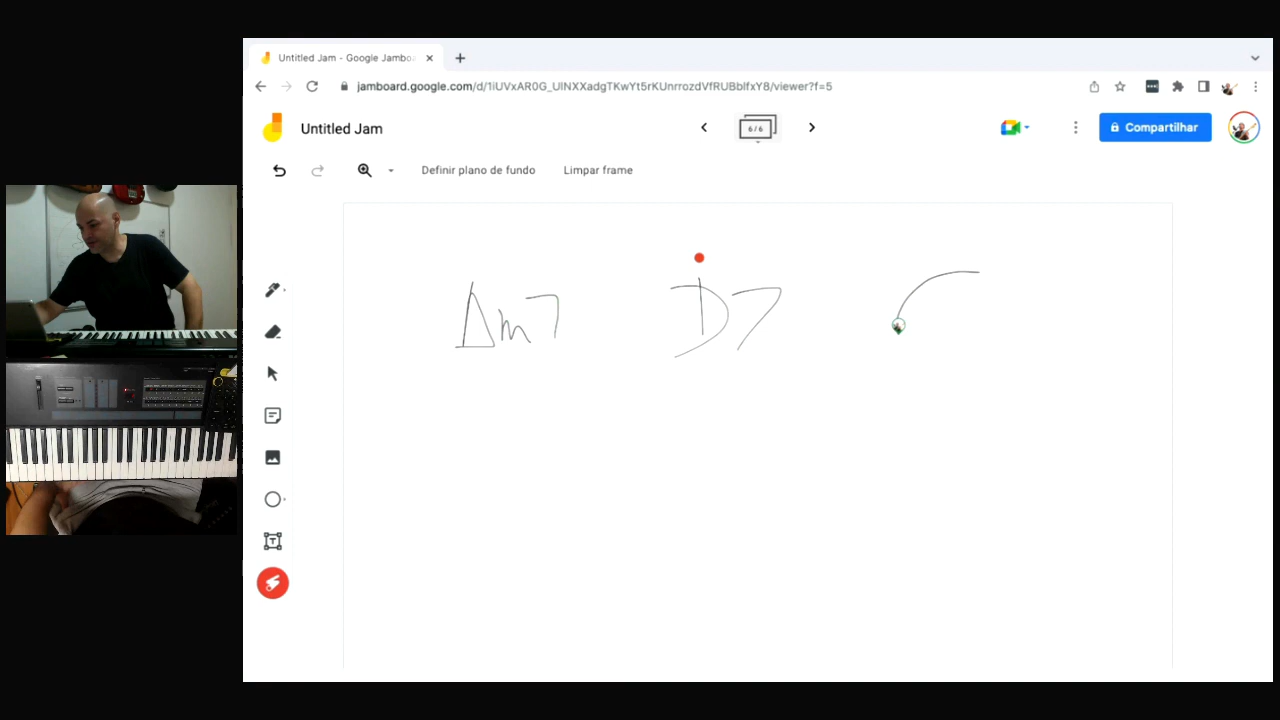 Untitled Jam - Google Jambo
jamboard.google.com/d/1iUVxAR0G_UlNXXadgTKwYt5rKUnrrozdVfRUBblfxY8/viewer?f=5
Untitled Jam
6/6
Compartilhar
Definir plano de fundo
Limpar frame
Am7 D7